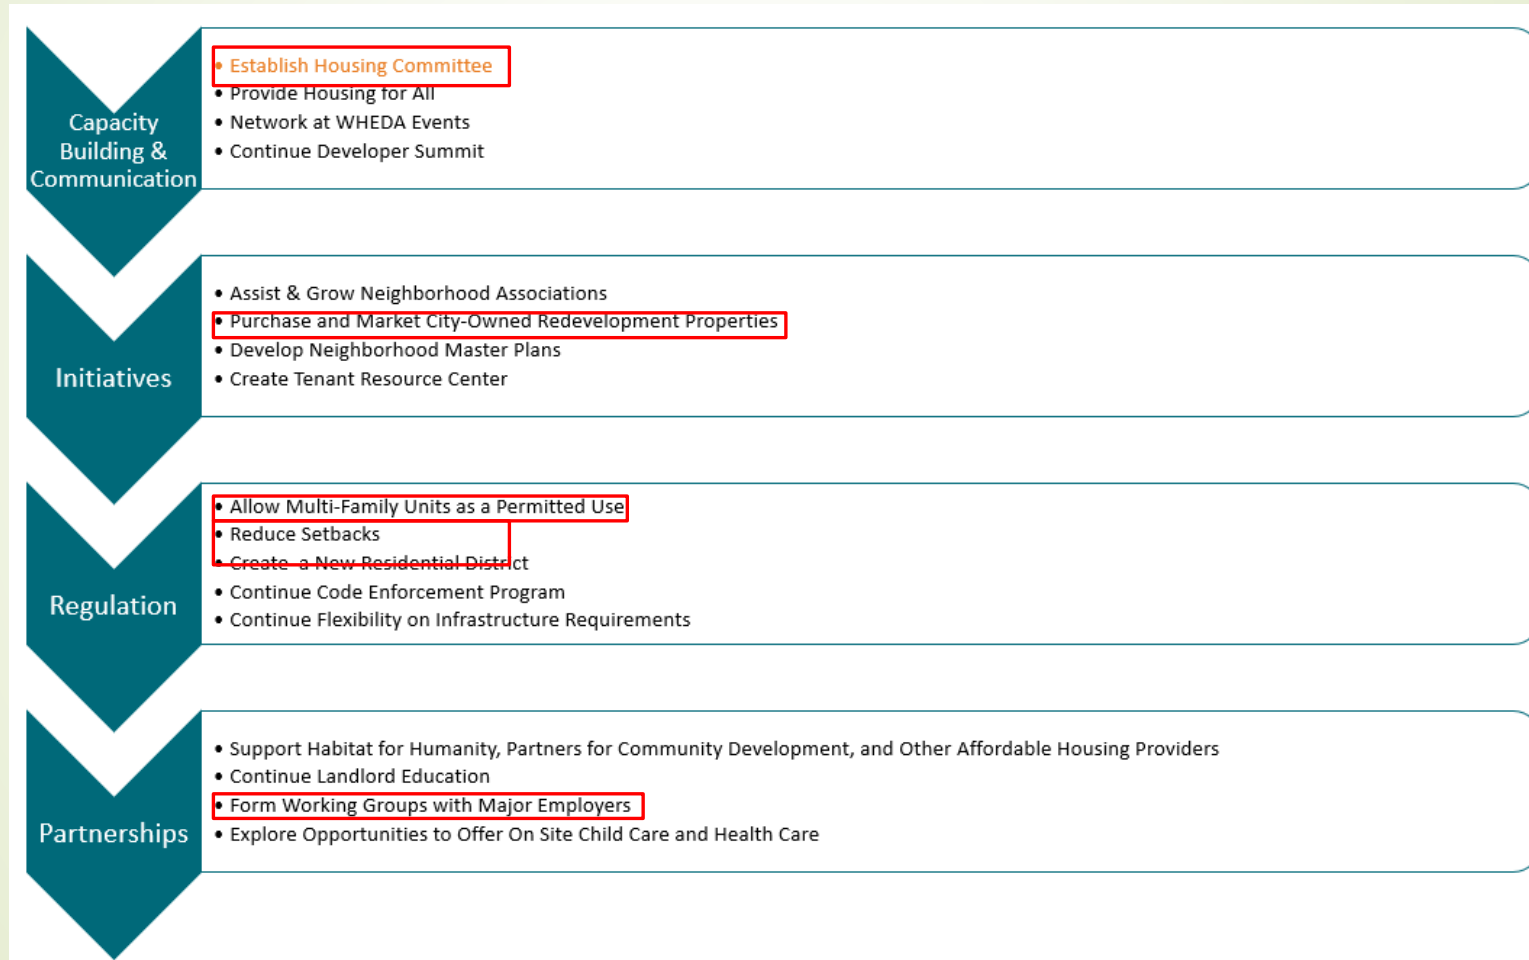 Capacity
Building &
Communication
• Establish Housing Committee
• Provide Housing for All
• Network at WHEDA Events
• Continue Developer Summit
Initiatives
• Assist & Grow Neighborhood Associations
• Purchase and Market City-Owned Redevelopment Properties
• Develop Neighborhood Master Plans
• Create Tenant Resource Center
Regulation
• Allow Multi-Family Units as a Permitted Use
• Reduce Setbacks
• Create a New Residential District
• Continue Code Enforcement Program
• Continue Flexibility on Infrastructure Requirements
Partnerships
• Support Habitat for Humanity, Partners for Community Development, and Other Affordable Housing Providers
• Continue Landlord Education
• Form Working Groups with Major Employers
• Explore Opportunities to Offer On Site Child Care and Health Care